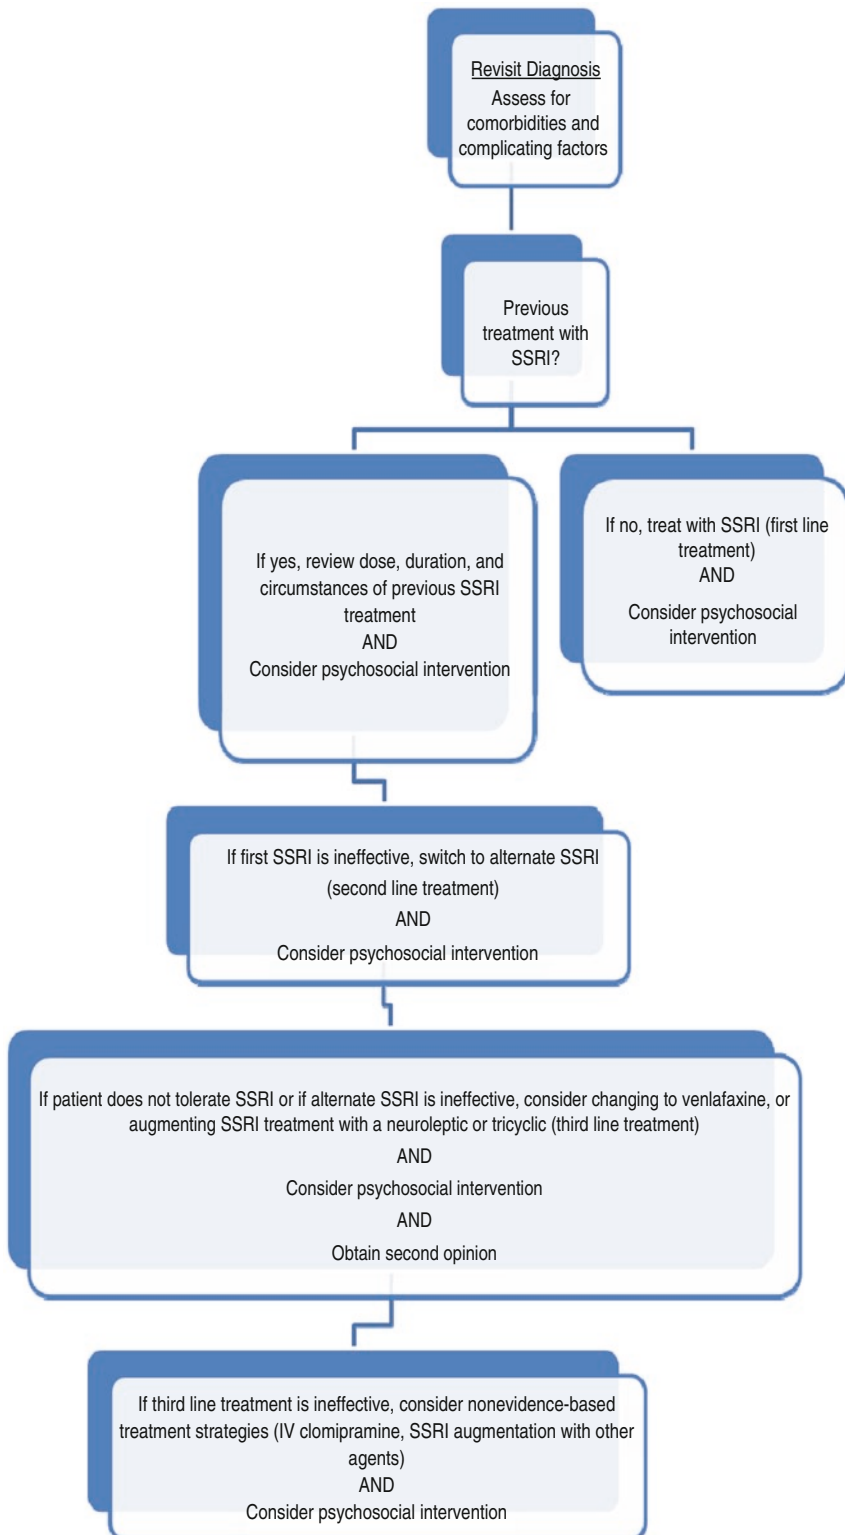 Revisit Diagnosis
Assess for
comorbidities and
complicating factors
Previous
treatment with
SSRI?
If yes, review dose, duration, and
circumstances of previous SSRI
treatment
AND
Consider psychosocial intervention
If no, treat with SSRI (first line
treatment)
AND
Consider psychosocial
intervention
If first SSRI is ineffective, switch to alternate SSRI
(second line treatment)
AND
Consider psychosocial intervention
If patient does not tolerate SSRI or if alternate SSRI is ineffective, consider changing to venlafaxine, or
augmenting SSRI treatment with a neuroleptic or tricyclic (third line treatment)
AND
Consider psychosocial intervention
AND
Obtain second opinion
If third line treatment is ineffective, consider nonevidence-based
treatment strategies (IV clomipramine, SSRI augmentation with other
agents)
AND
Consider psychosocial intervention